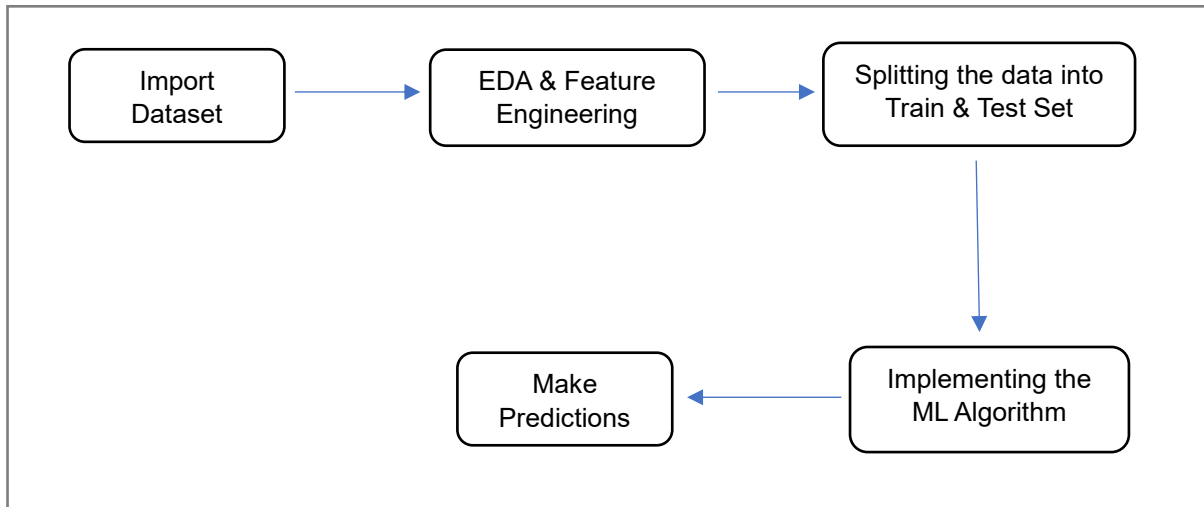 Import
Dataset
EDA & Feature
Engineering
Splitting the data into
Train & Test Set
Implementing the
ML Algorithm
Make
Predictions